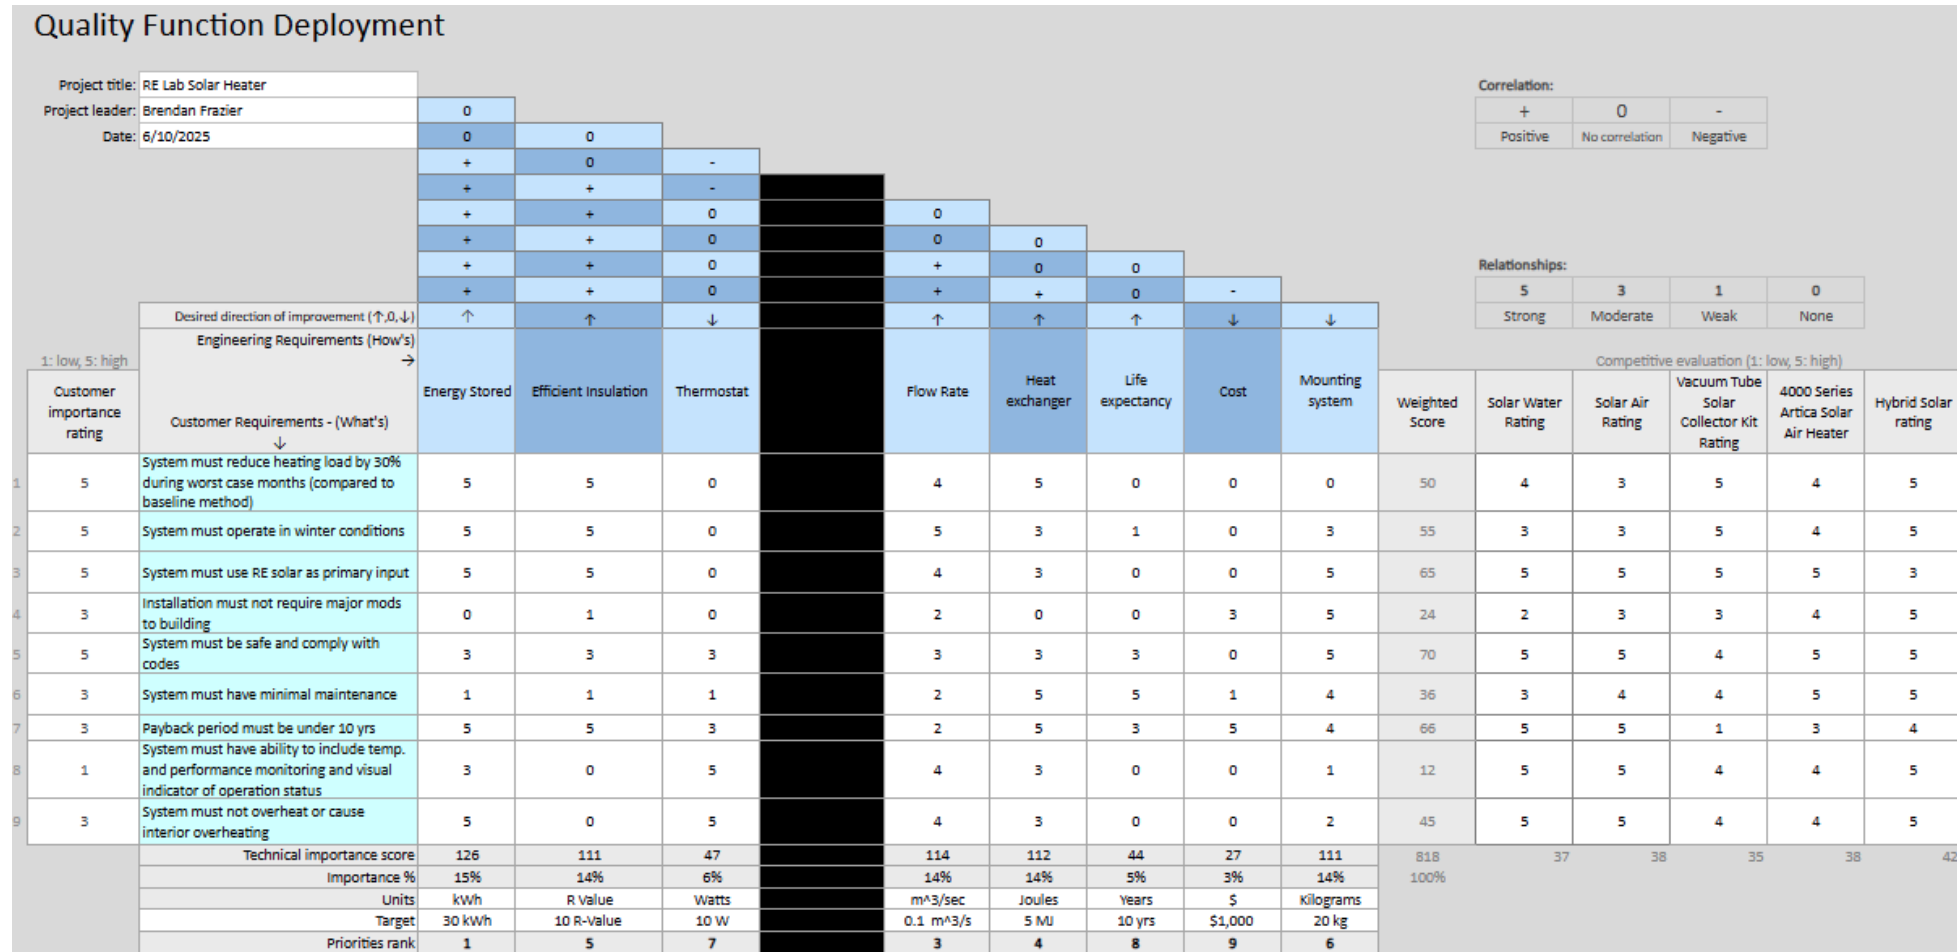 Quality Function Deployment
Project title: RE Lab Solar Heater
Project leader: Brendan Frazier
Date: 6/10/2025
Correlation:
+ 0 -
Positive No correlation Negative
0
0 0
+ 0 -
+ + -
+ + 0 0
+ + 0 0 0
+ + 0 + 0 0
+ + 0 + + 0 -
Relationships:
5 3 1 0
Strong Moderate Weak None
Desired direction of improvement (↑,0,↓) ↑ ↑ ↓ ↑ ↑ ↑ ↓ ↓
1: low, 5: high
Engineering Requirements (How's)
→
Customer Requirements - (What's)
↓
Customer
importance
rating
Energy Stored
Efficient Insulation
Thermostat
Flow Rate
Heat
exchanger
Life
expectancy
Cost
Mounting
system
Weighted
Score
Competitive evaluation (1: low, 5: high)
Solar Water
Rating
Solar Air
Rating
Vacuum Tube
Solar
Collector Kit
Rating
4000 Series
Artica Solar
Air Heater
Hybrid Solar
rating
1 5 System must reduce heating load by 30%
during worst case months (compared to
baseline method)
5 5 0 4 5 0 0 0 50 4 3 5 4 5
2 5 System must operate in winter conditions 5 5 0 5 3 1 0 3 55 3 3 5 4 5
3 5 System must use RE solar as primary input 5 5 0 4 3 0 0 5 65 5 5 5 5 3
4 3 Installation must not require major mods
to building
0 1 0 2 0 0 3 5 24 2 3 3 4 5
5 5 System must be safe and comply with
codes
3 3 3 3 3 3 0 5 70 5 5 4 5 5
6 3 System must have minimal maintenance 1 1 1 2 5 5 1 4 36 3 4 4 5 5
7 3 Payback period must be under 10 yrs 5 5 3 2 5 3 5 4 66 5 5 1 3 4
8 1 System must have ability to include temp.
and performance monitoring and visual
indicator of operation status
3 0 5 4 3 0 0 1 12 5 5 4 4 5
9 3 System must not overheat or cause
interior overheating
5 0 5 4 3 0 0 2 45 5 5 4 4 5
Technical importance score 126 111 47 114 112 44 27 111 818 37 38 35 38 42
Importance % 15% 14% 6% 14% 14% 5% 3% 14% 100%
Units kWh R Value Watts m^3/sec Joules Years $ Kilograms
Target 30 kWh 10 R-Value 10 W 0.1 m^3/s 5 MJ 10 yrs $1,000 20 kg
Priorities rank 1 5 7 3 4 8 9 6